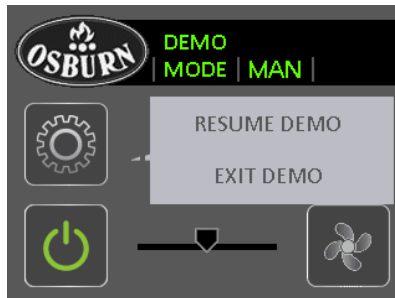 OSBURN
DEMO
MODE | MAN |
RESUME DEMO
EXIT DEMO